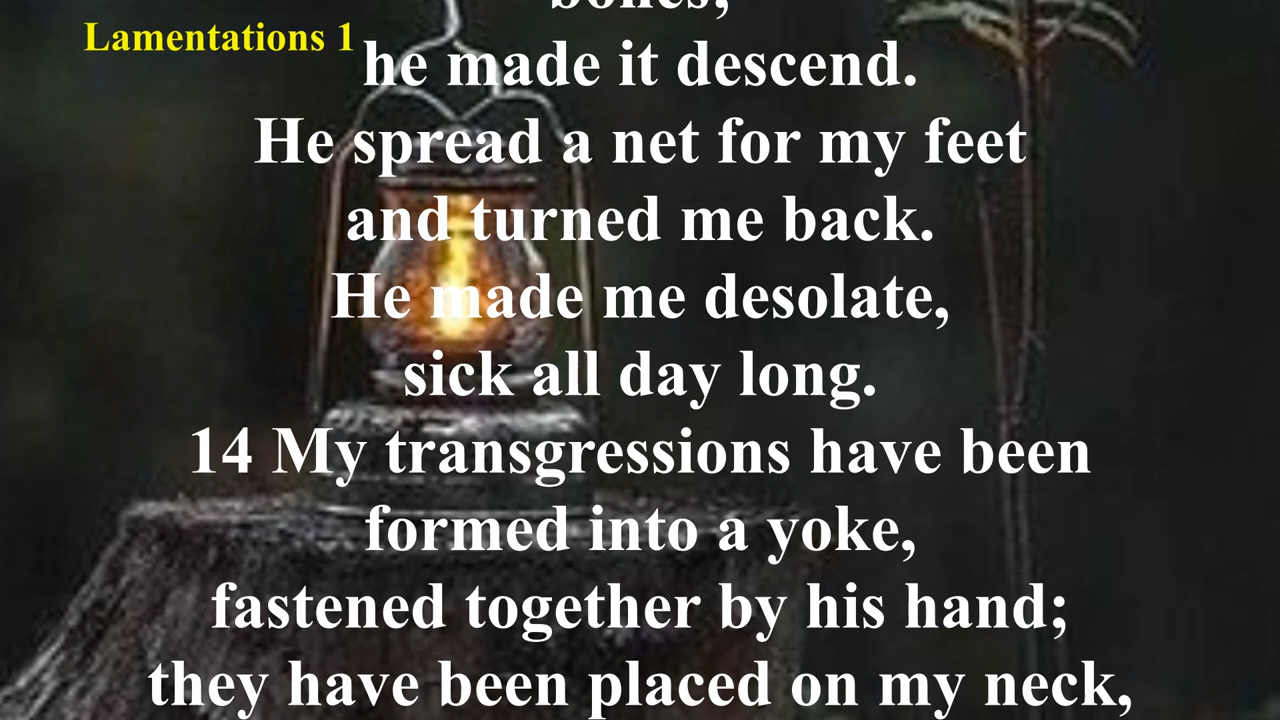 Lamentations 1
bones,
he made it descend.
He spread a net for my feet
and turned me back.
He made me desolate,
sick all day long.
14 My transgressions have been
formed into a yoke,
fastened together by his hand;
they have been placed on my neck,